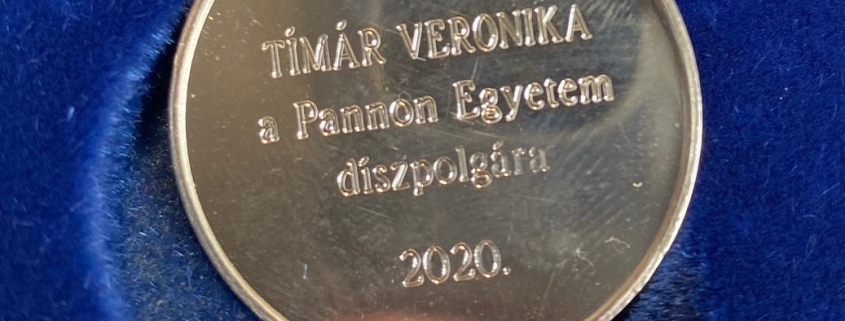 TÍMÁR VERONIKA
a Pannon Egyetem
díszpolgára
2020.